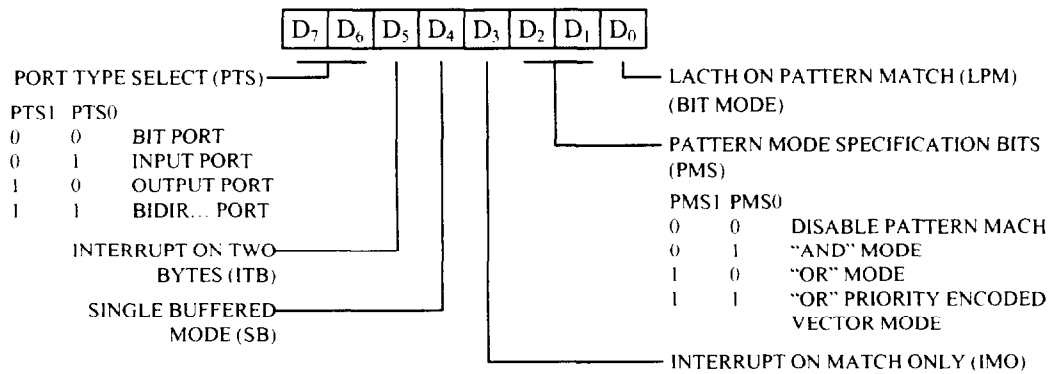 D7 D6 D5 D4 D3 D2 D1 D0
PORT TYPE SELECT (PTS)
PTS1 PTS0
0 0 BIT PORT
0 1 INPUT PORT
1 0 OUTPUT PORT
1 1 BIDIR... PORT
INTERRUPT ON TWO
BYTES (ITB)
SINGLE BUFFERED
MODE (SB)
LACTH ON PATTERN MATCH (LPM)
(BIT MODE)
PATTERN MODE SPECIFICATION BITS
(PMS)
PMS1 PMS0
0 0 DISABLE PATTERN MACH
0 1 “AND” MODE
1 0 “OR” MODE
1 1 “OR” PRIORITY ENCODED
VECTOR MODE
INTERRUPT ON MATCH ONLY (IMO)